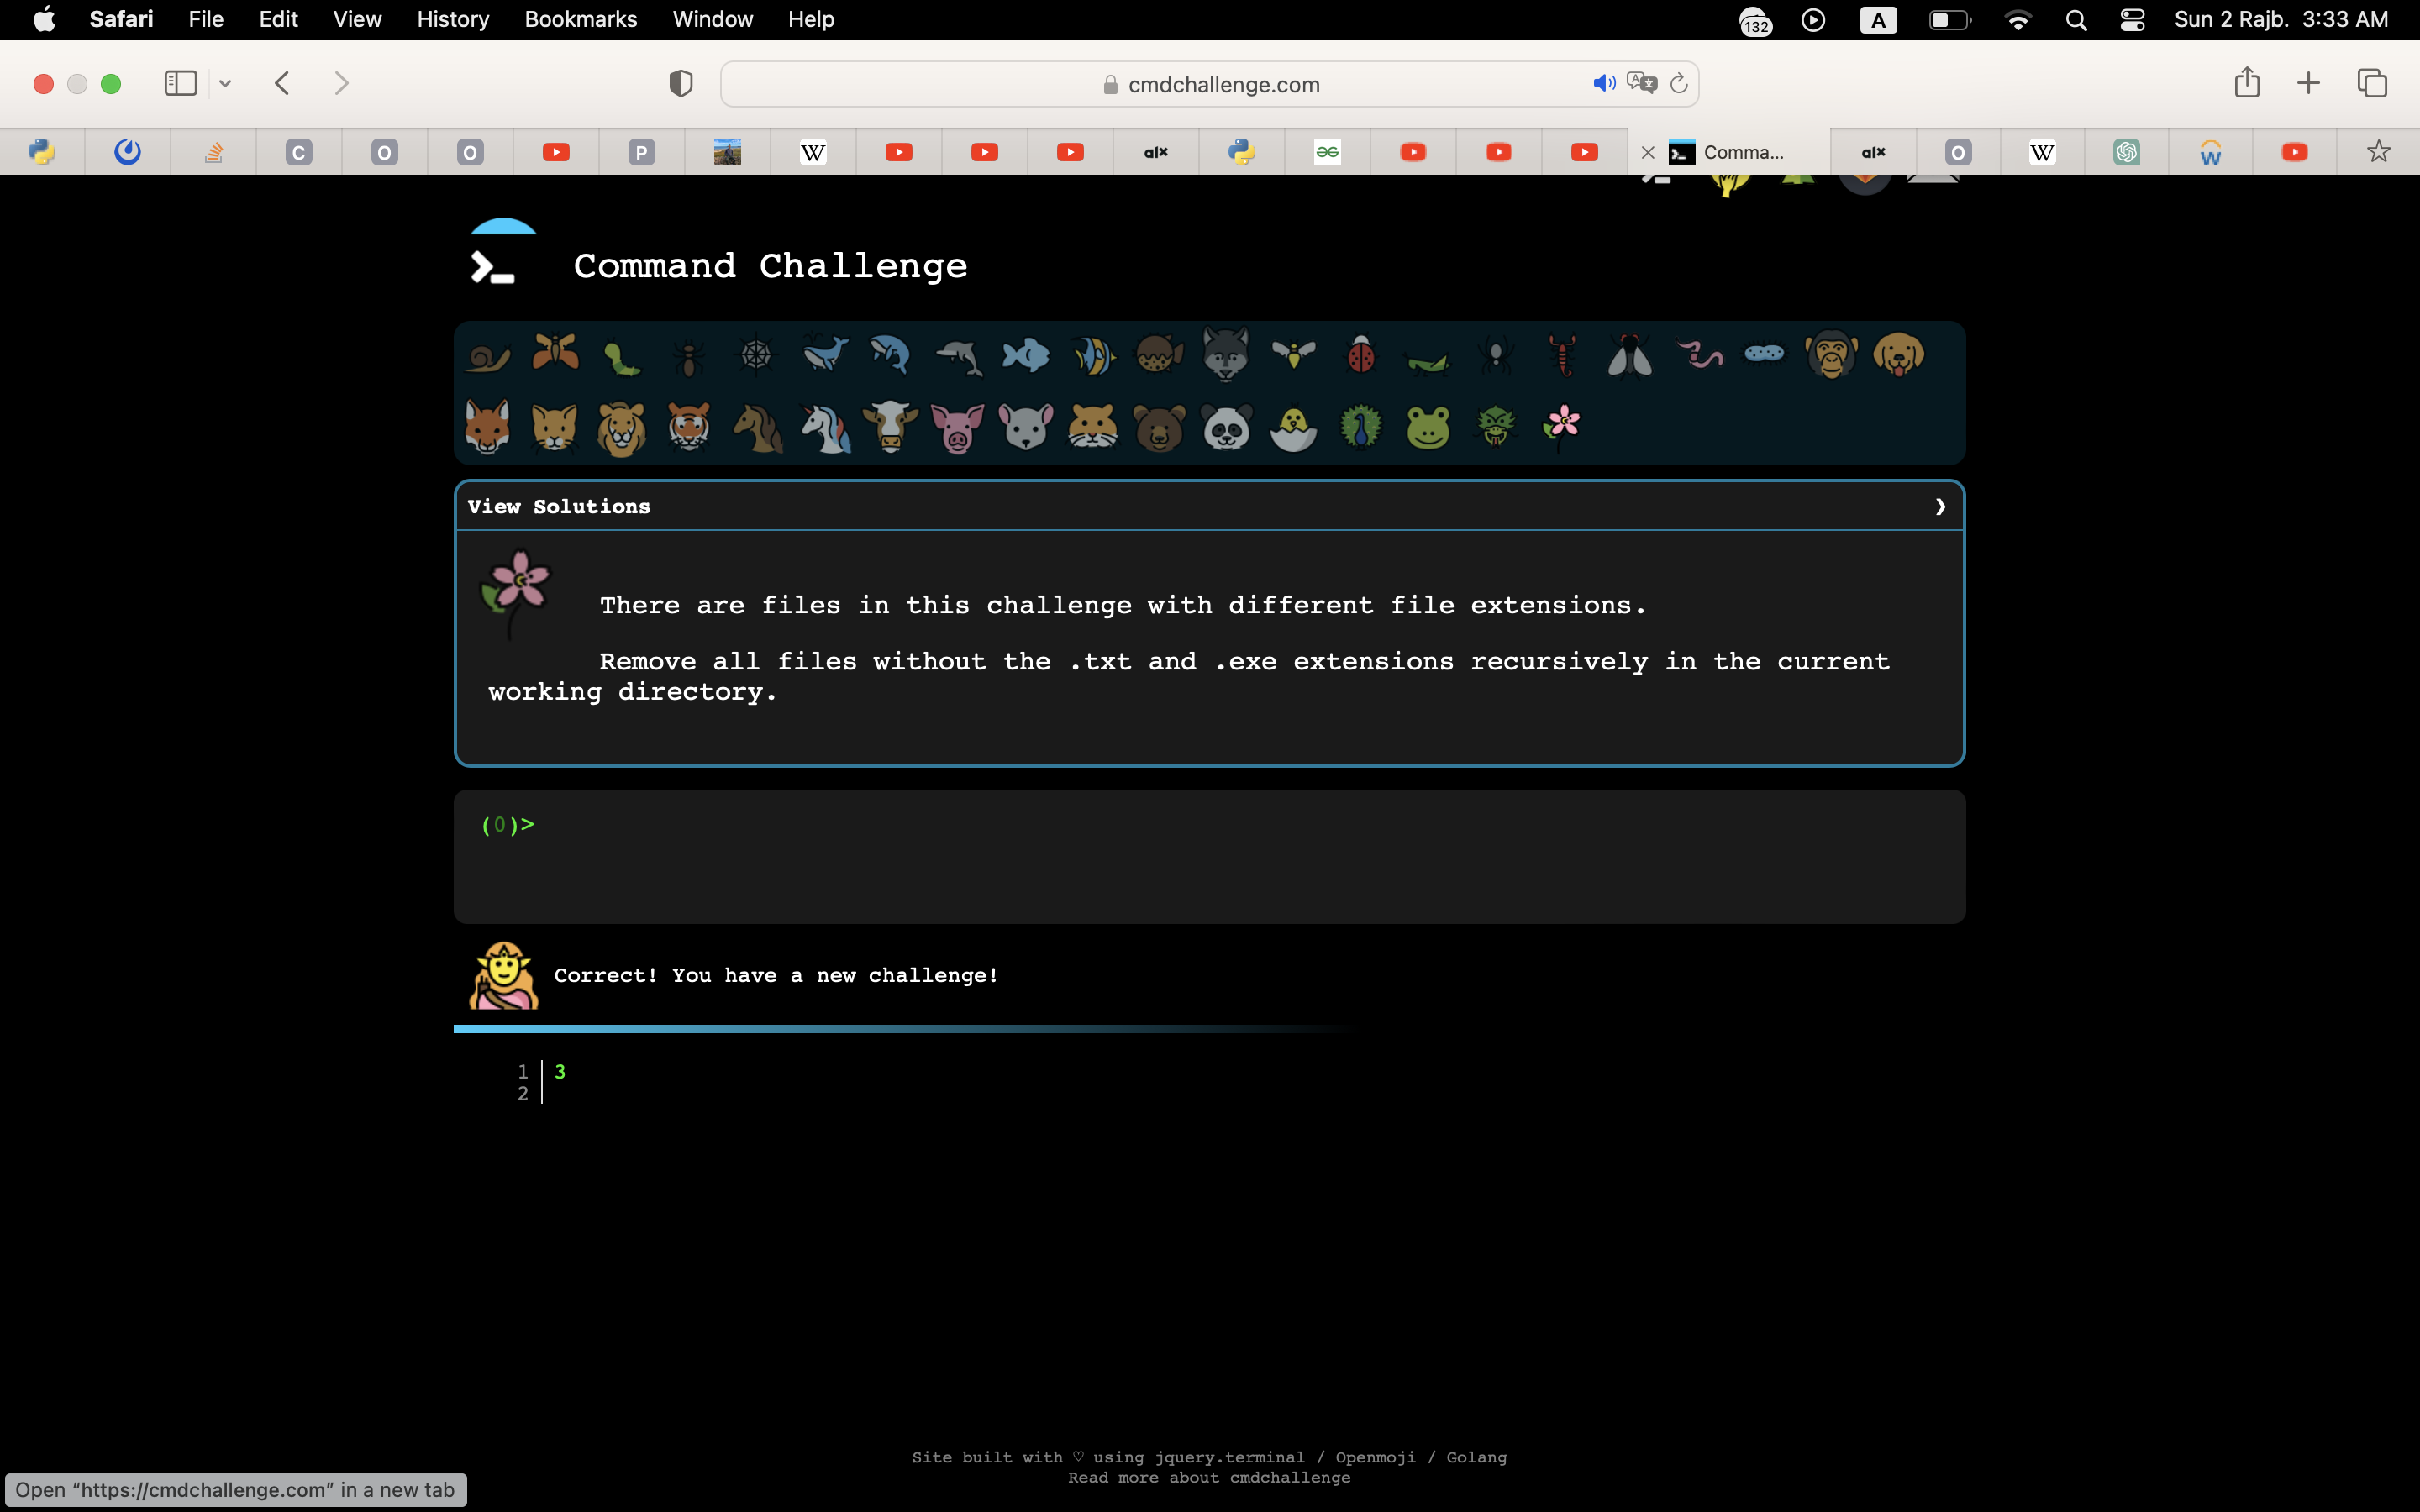 Safari File Edit View History Bookmarks Window Help 132 A Sun 2 Rajb. 3:33 AM
cmdchallenge.com
C O O P W alx Comma... alx O W W
Command Challenge
View Solutions ❯
There are files in this challenge with different file extensions.
Remove all files without the .txt and .exe extensions recursively in the current
working directory.
(0)>
Correct! You have a new challenge!
1 3
2
Site built with ♡ using jquery.terminal / Openmoji / Golang
Read more about cmdchallenge
Open “https://cmdchallenge.com” in a new tab